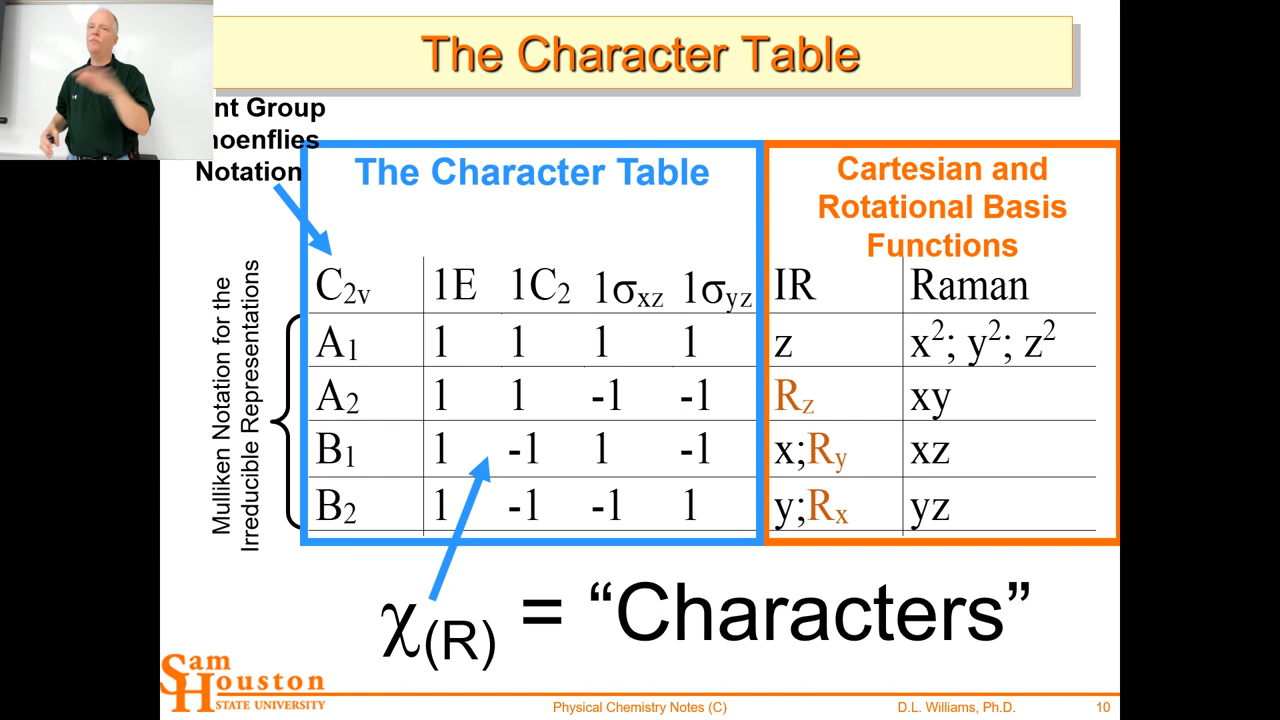 The Character Table
nt Group
hoenflies
Notation
The Character Table
Cartesian and
Rotational Basis
Functions
Mulliken Notation for the
Irreducible Representations
C₂ᵥ 1E 1C₂ 1σxz 1σyz IR Raman
A₁ 1 1 1 1 z x²; y²; z²
A₂ 1 1 -1 -1 Rz xy
B₁ 1 -1 1 -1 x;Ry xz
B₂ 1 -1 -1 1 y;Rx yz
χ(R) = “Characters”
Sam
Houston
STATE UNIVERSITY
Physical Chemistry Notes (C)
D.L. Williams, Ph.D.
10